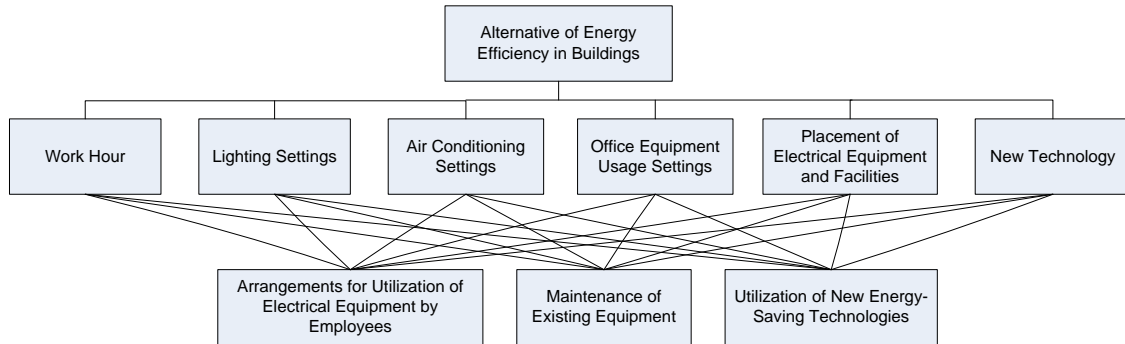 Alternative of Energy
Efficiency in Buildings
Work Hour
Lighting Settings
Air Conditioning
Settings
Office Equipment
Usage Settings
Placement of
Electrical Equipment
and Facilities
New Technology
Arrangements for Utilization of
Electrical Equipment by
Employees
Maintenance of
Existing Equipment
Utilization of New Energy-
Saving Technologies